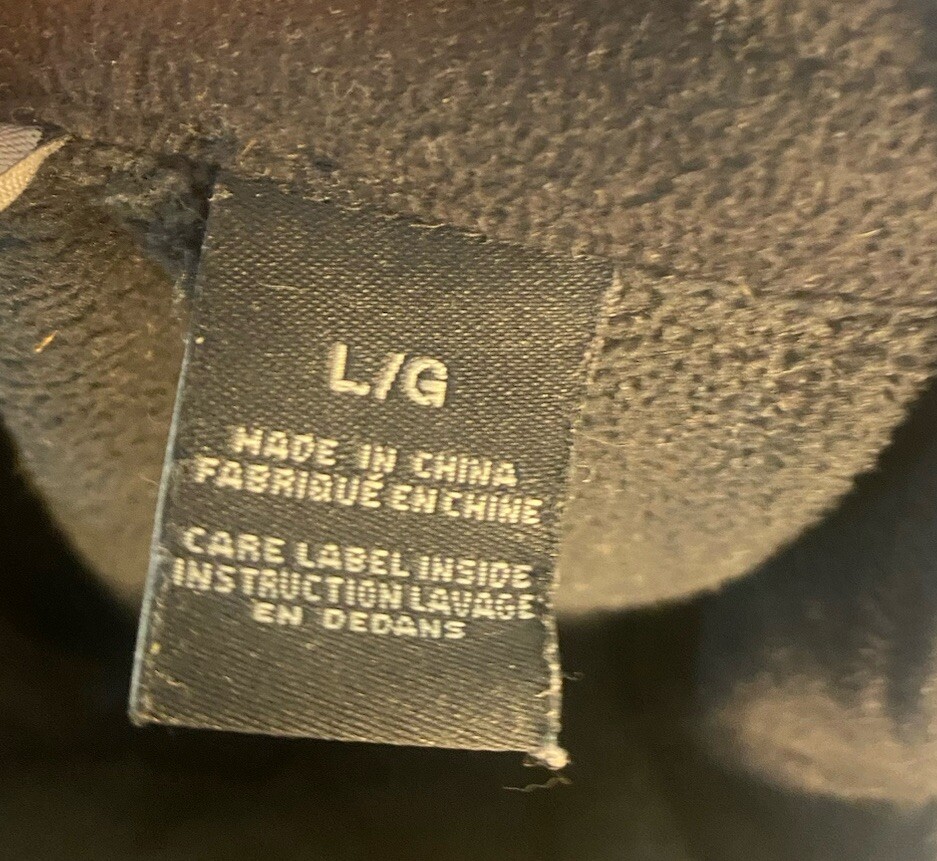 L/G
MADE IN CHINA
FABRIQUÉ EN CHINE
CARE LABEL INSIDE
INSTRUCTION LAVAGE
EN DEDANS